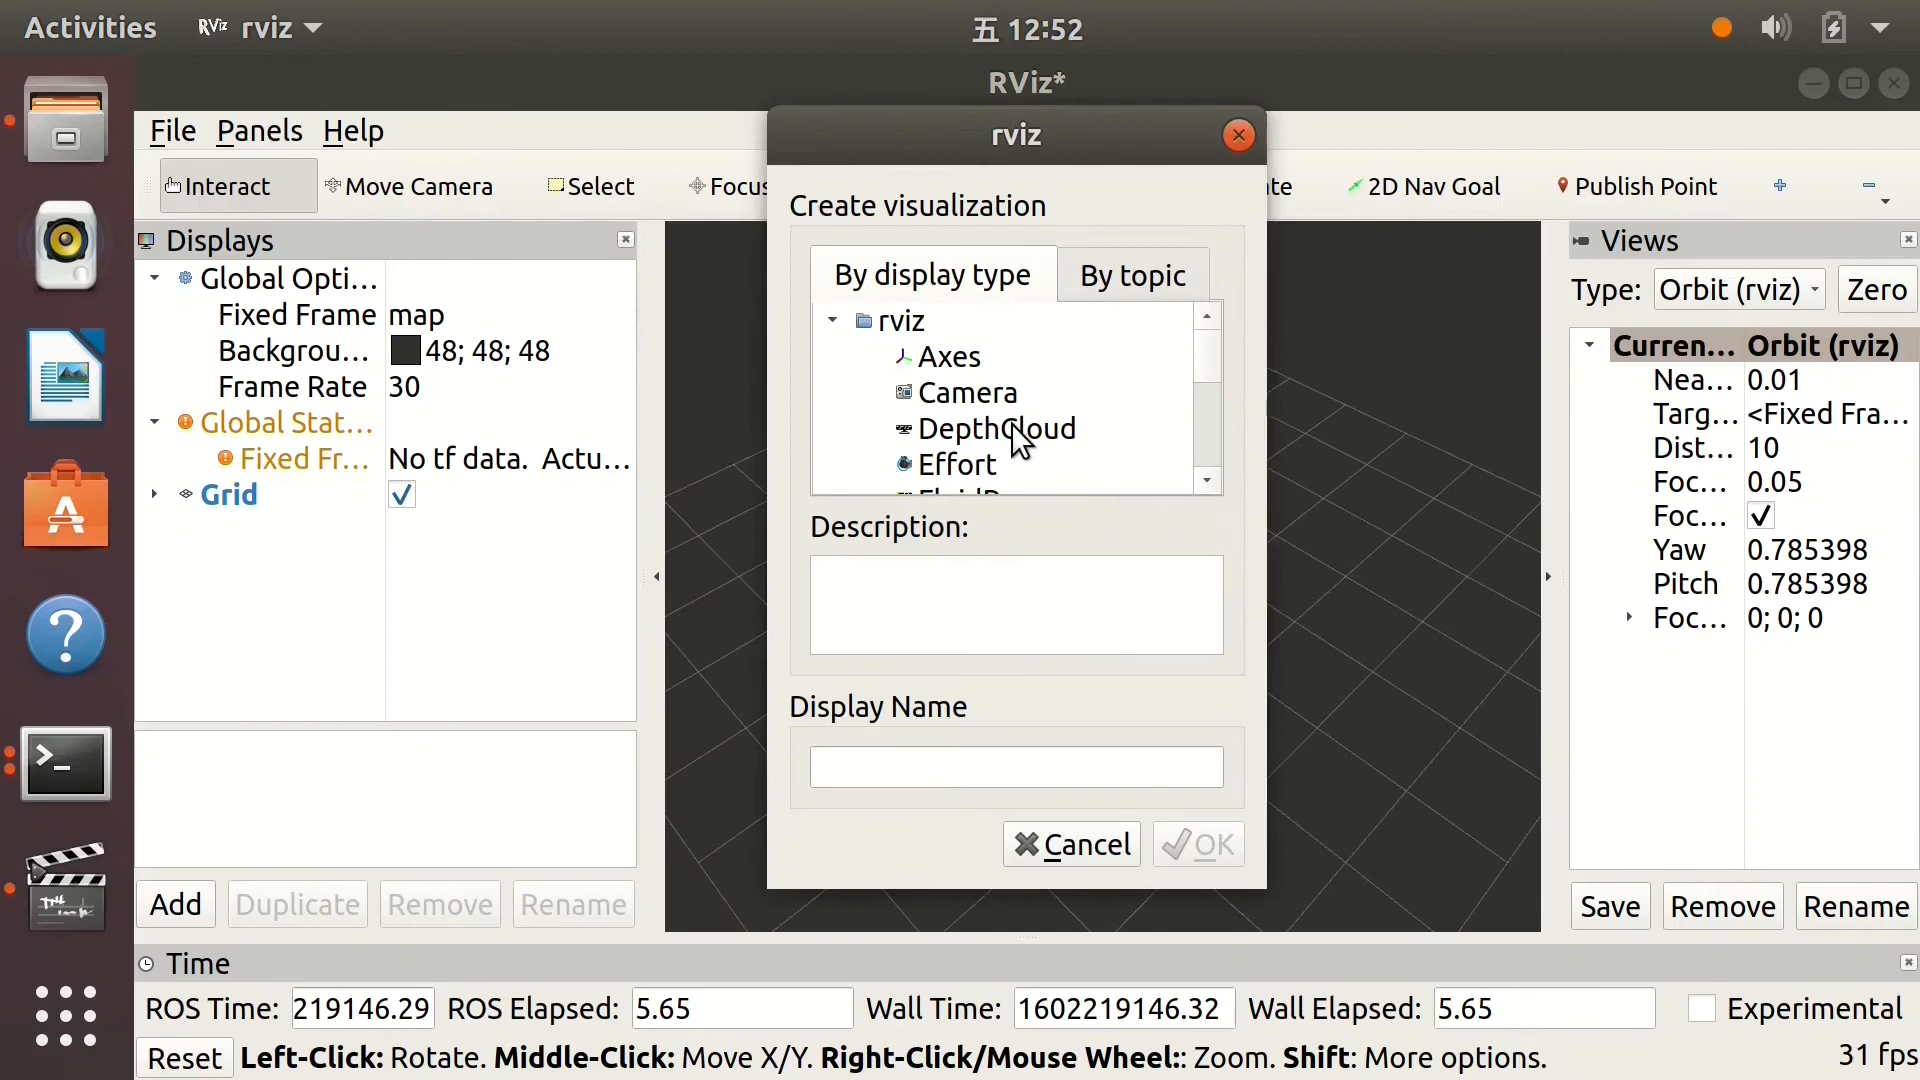 Activities RViz rviz 五 12:52
RViz*
File Panels Help
rviz
Interact Move Camera Select 2D Nav Goal Publish Point
Create visualization
By display type By topic
rviz
Axes
Camera
DepthCloud
Effort
Description:
Display Name
Cancel OK
Displays
Global Opti...
Fixed Frame map
Backgrou... 48; 48; 48
Frame Rate 30
Global Stat...
Fixed Fr... No tf data. Actu...
Grid
Add Duplicate Remove Rename
Views
Type: Orbit (rviz) Zero
Curren... Orbit (rviz)
Nea... 0.01
Targ... <Fixed Fra...
Dist... 10
Foc... 0.05
Foc...
Yaw 0.785398
Pitch 0.785398
Foc... 0; 0; 0
Save Remove Rename
Time
ROS Time: 219146.29 ROS Elapsed: 5.65 Wall Time: 1602219146.32 Wall Elapsed: 5.65 Experimental
Reset Left-Click: Rotate. Middle-Click: Move X/Y. Right-Click/Mouse Wheel:: Zoom. Shift: More options. 31 fps